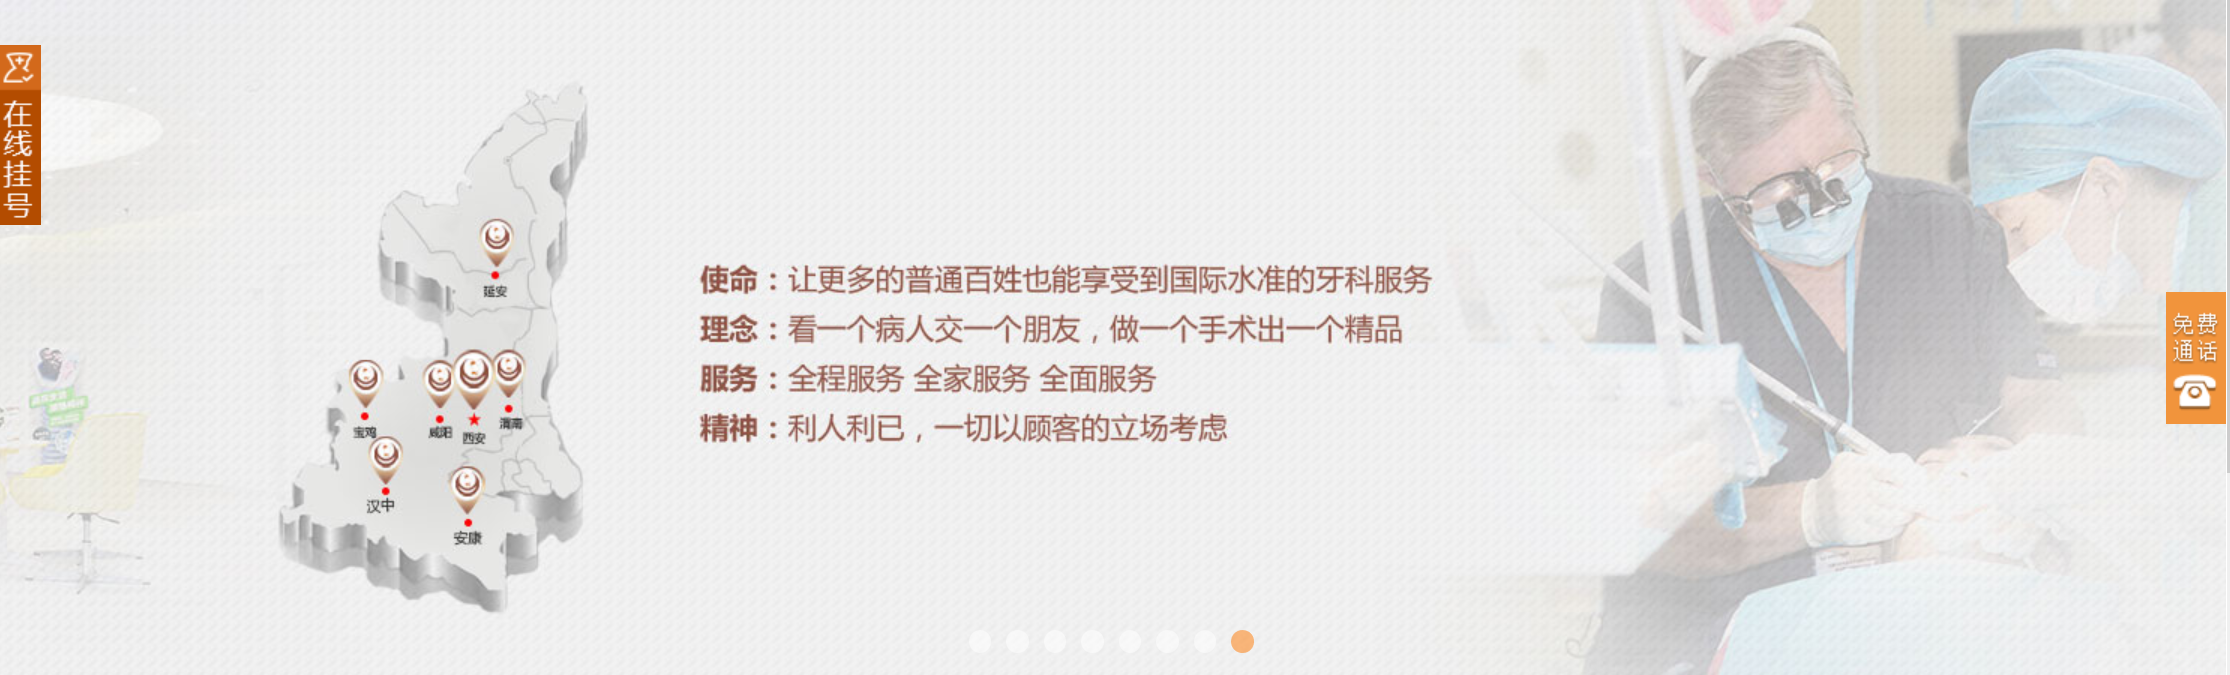 在线挂号
延安
宝鸡
咸阳
西安
渭南
汉中
安康
使命：让更多的普通百姓也能享受到国际水准的牙科服务
理念：看一个病人交一个朋友，做一个手术出一个精品
服务：全程服务 全家服务 全面服务
精神：利人利已，一切以顾客的立场考虑
免费
通话